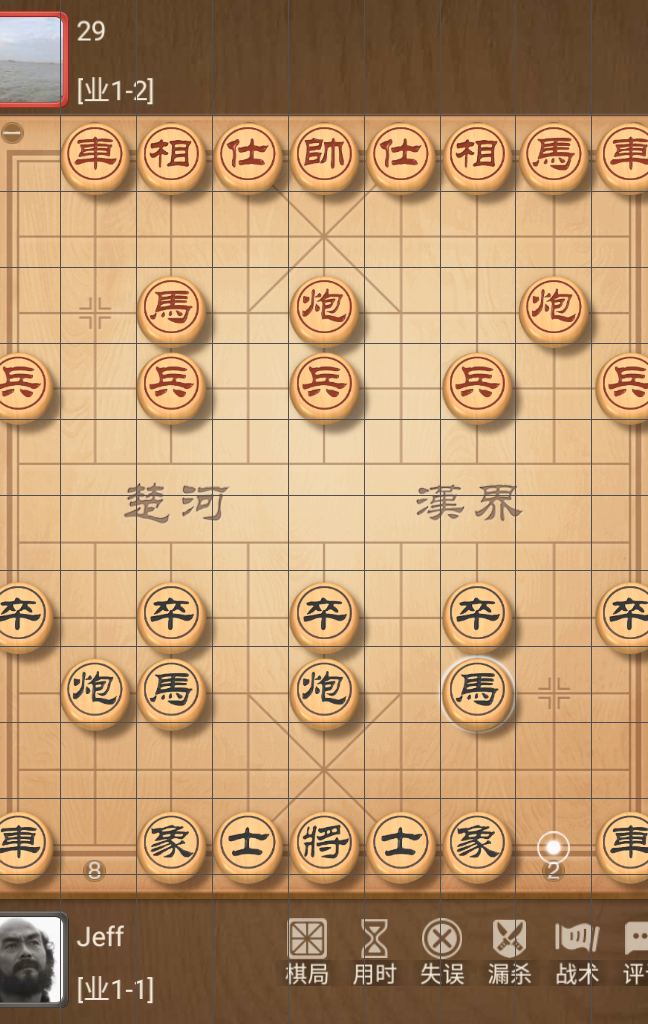 29
[业1-2]
一
車 相 仕 帥 仕 相 馬 車
馬 炮 炮
兵 兵 兵 兵 兵
楚河 漢界
卒 卒 卒 卒 卒
炮 馬 炮 馬
車 象 士 將 士 象 車
8 2
Jeff
[业1-1]
棋局 用时 失误 漏杀 战术